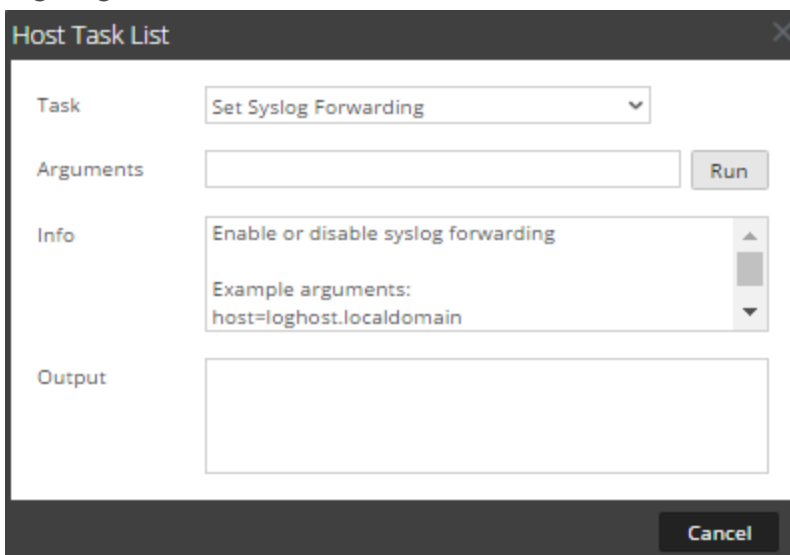 Host Task List
Task
Set Syslog Forwarding
Arguments
Run
Info
Enable or disable syslog forwarding
Example arguments:
host=loghost.localdomain
Output
Cancel